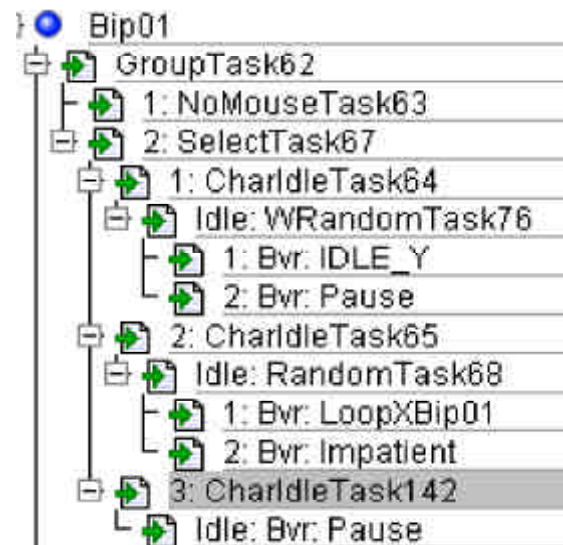 Bip01
GroupTask62
1: NoMouseTask63
2: SelectTask67
1: CharIdleTask64
Idle: WRandomTask76
1: Bvr: IDLE_Y
2: Bvr: Pause
2: CharIdleTask65
Idle: RandomTask68
1: Bvr: LoopXBip01
2: Bvr: Impatient
3: CharIdleTask142
Idle: Bvr: Pause